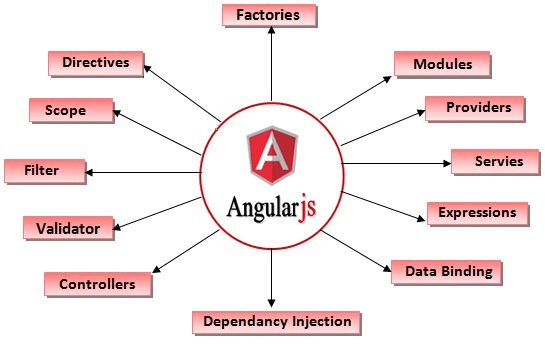 Factories
Directives
Modules
Scope
Providers
Filter
Servies
Angularjs
Validator
Expressions
Controllers
Data Binding
Dependancy Injection